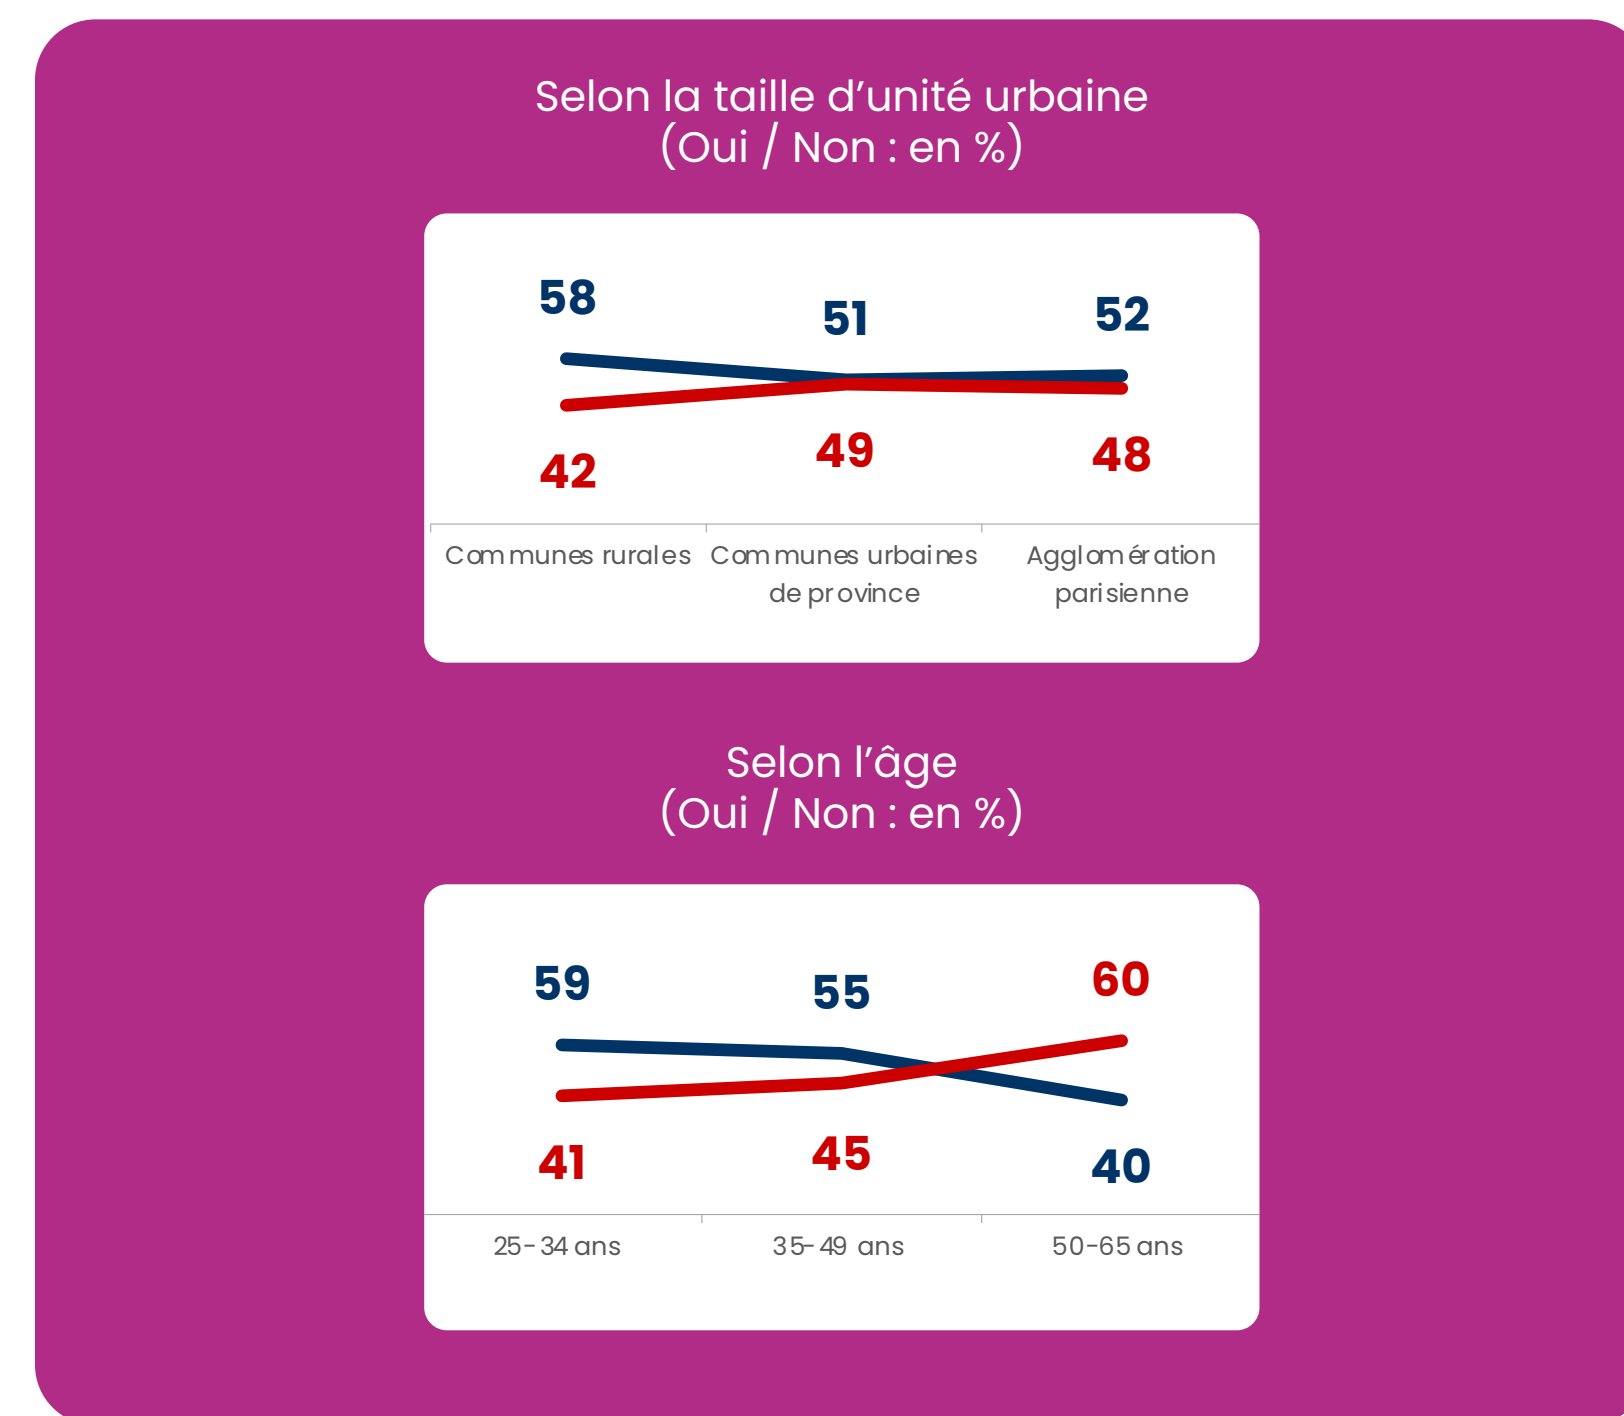 Selon la taille d’unité urbaine
(Oui / Non : en %)
58 51 52
42 49 48
Communes rurales Communes urbaines de province Agglomération parisienne
Selon l’âge
(Oui / Non : en %)
59 55 60
41 45 40
25-34 ans 35-49 ans 50-65 ans